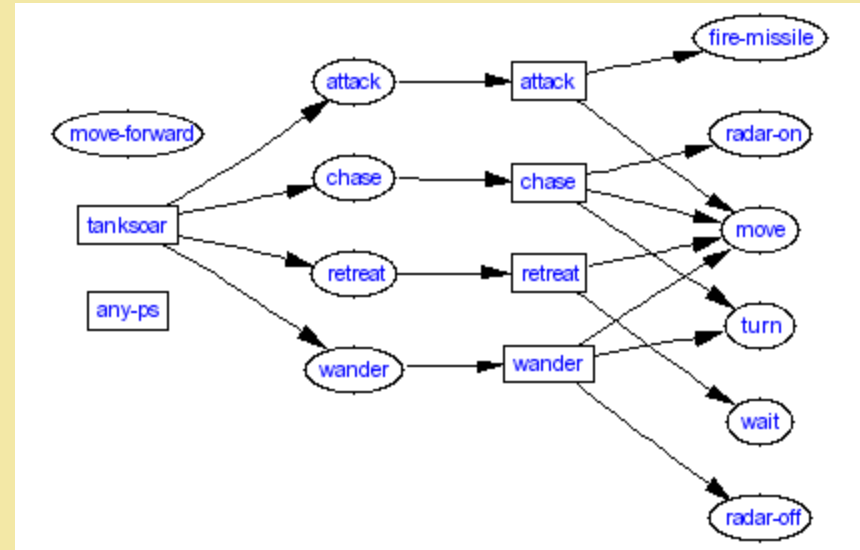 fire-missile
attack
attack
move-forward
radar-on
chase
chase
tanksoar
move
retreat
retreat
any-ps
turn
wander
wander
wait
radar-off